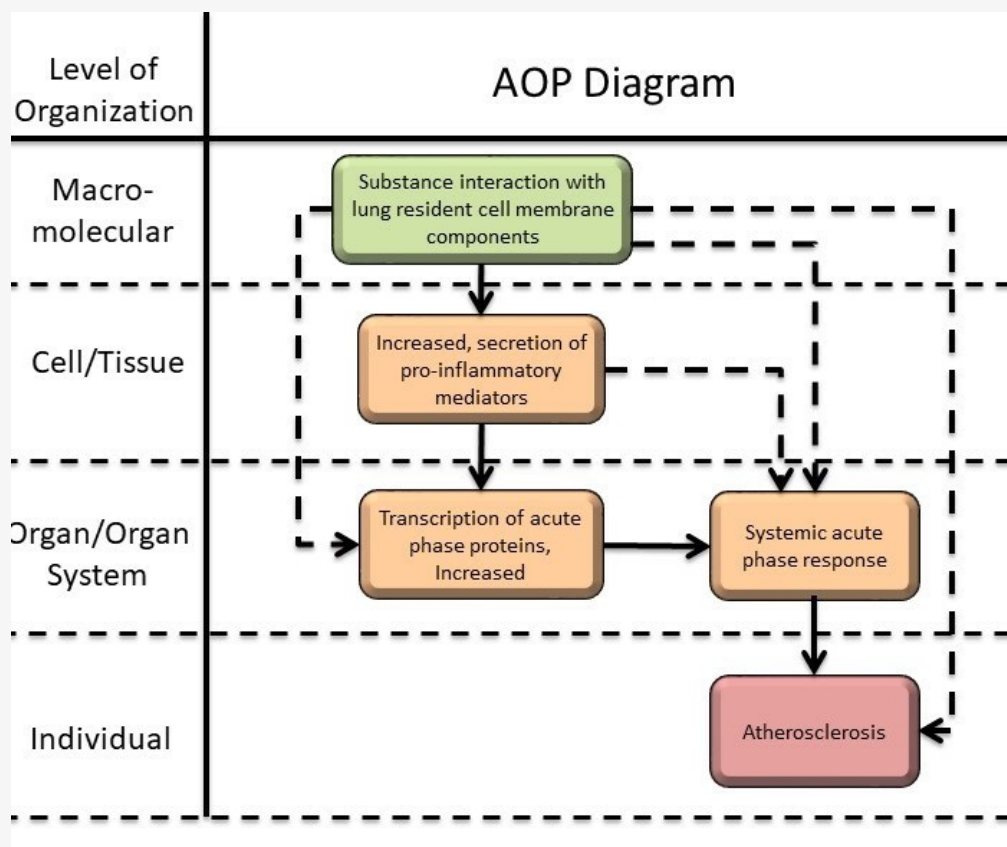 Level of
Organization
AOP Diagram
Macro-
molecular
Substance interaction with
lung resident cell membrane
components
Cell/Tissue
Increased, secretion of
pro-inflammatory
mediators
Organ/Organ
System
Transcription of acute
phase proteins,
Increased
Systemic acute
phase response
Individual
Atherosclerosis